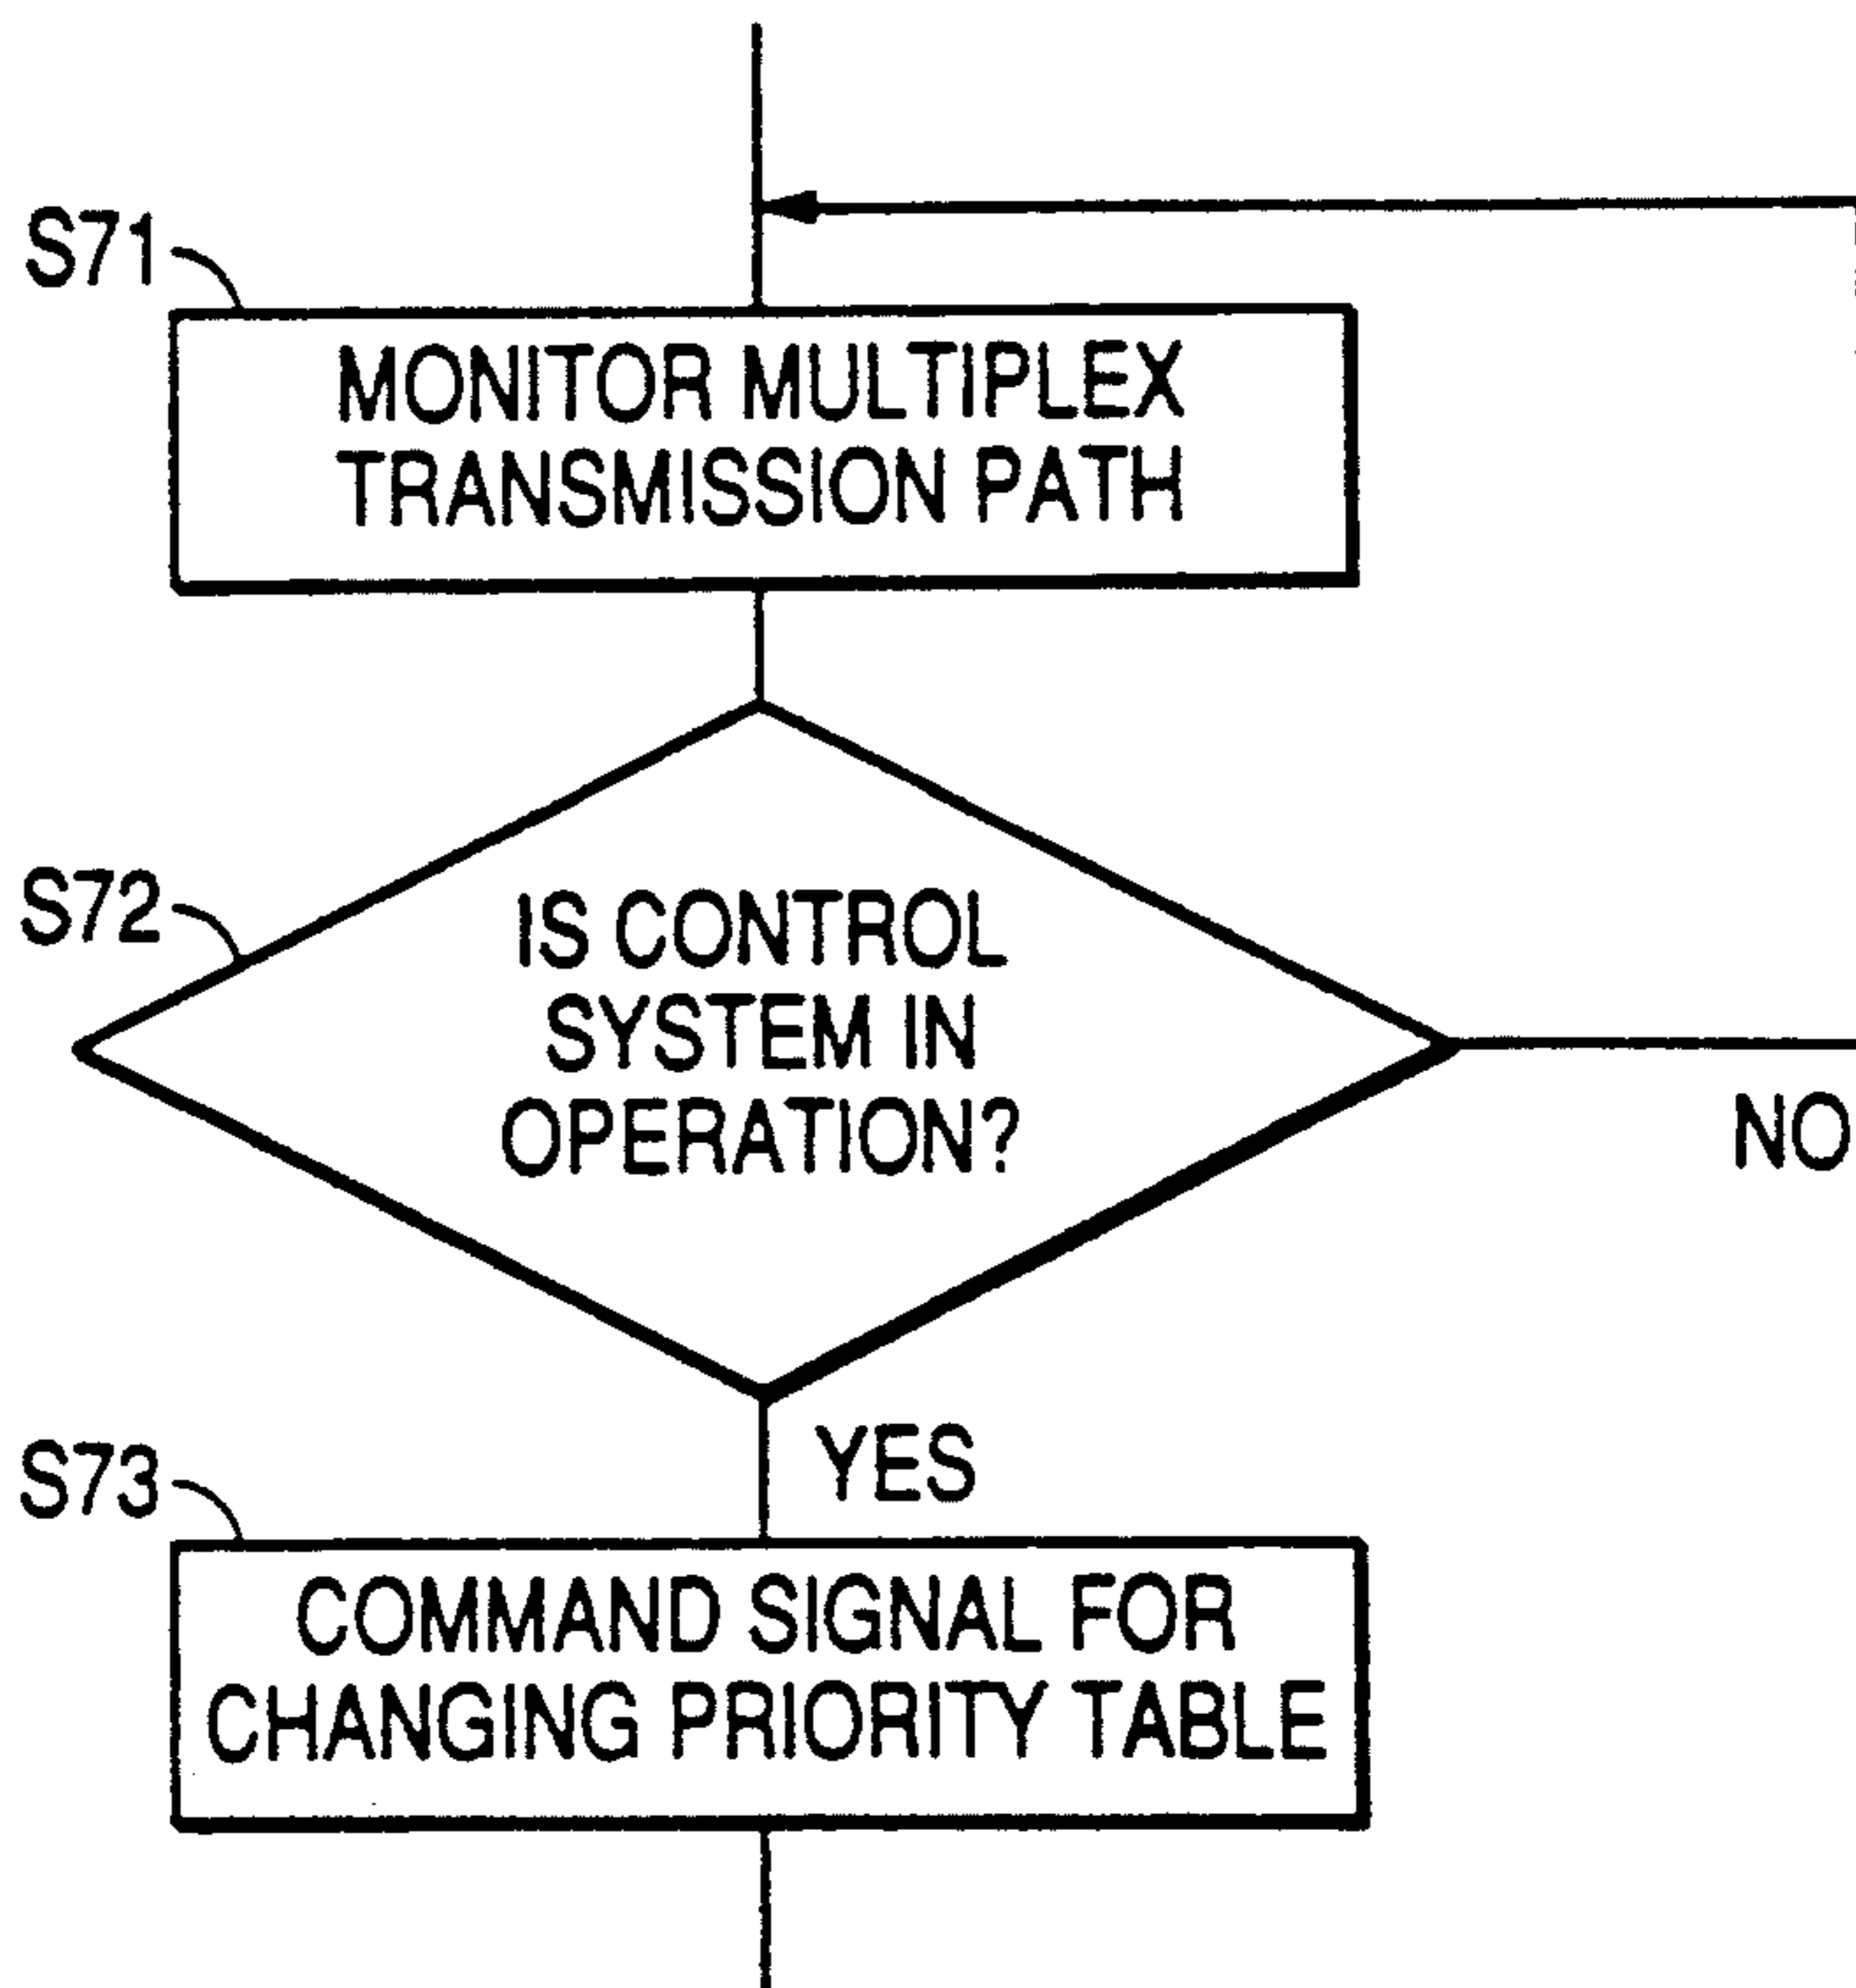 S71
MONITOR MULTIPLEX
TRANSMISSION PATH
S72
IS CONTROL
SYSTEM IN
OPERATION?
NO
YES
S73
COMMAND SIGNAL FOR
CHANGING PRIORITY TABLE